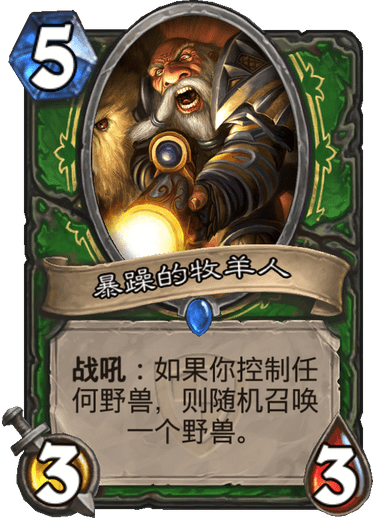 5
暴躁的牧羊人
战吼：如果你控制任
何野兽，则随机召唤
一个野兽。
3
3